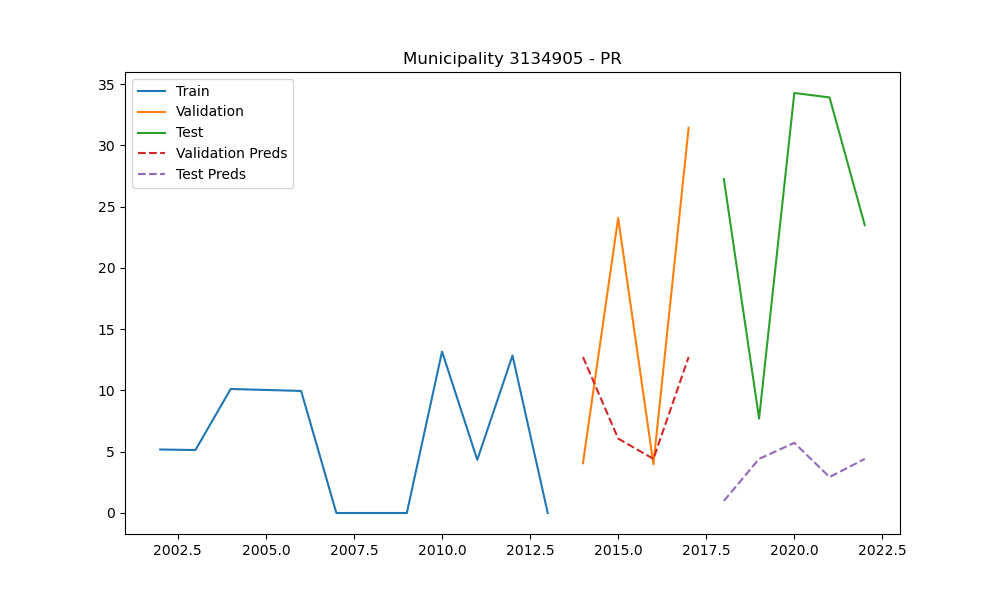 Municipality 3134905 - PR
Train
Validation
Test
Validation Preds
Test Preds
35
30
25
20
15
10
5
0
2002.5 2005.0 2007.5 2010.0 2012.5 2015.0 2017.5 2020.0 2022.5